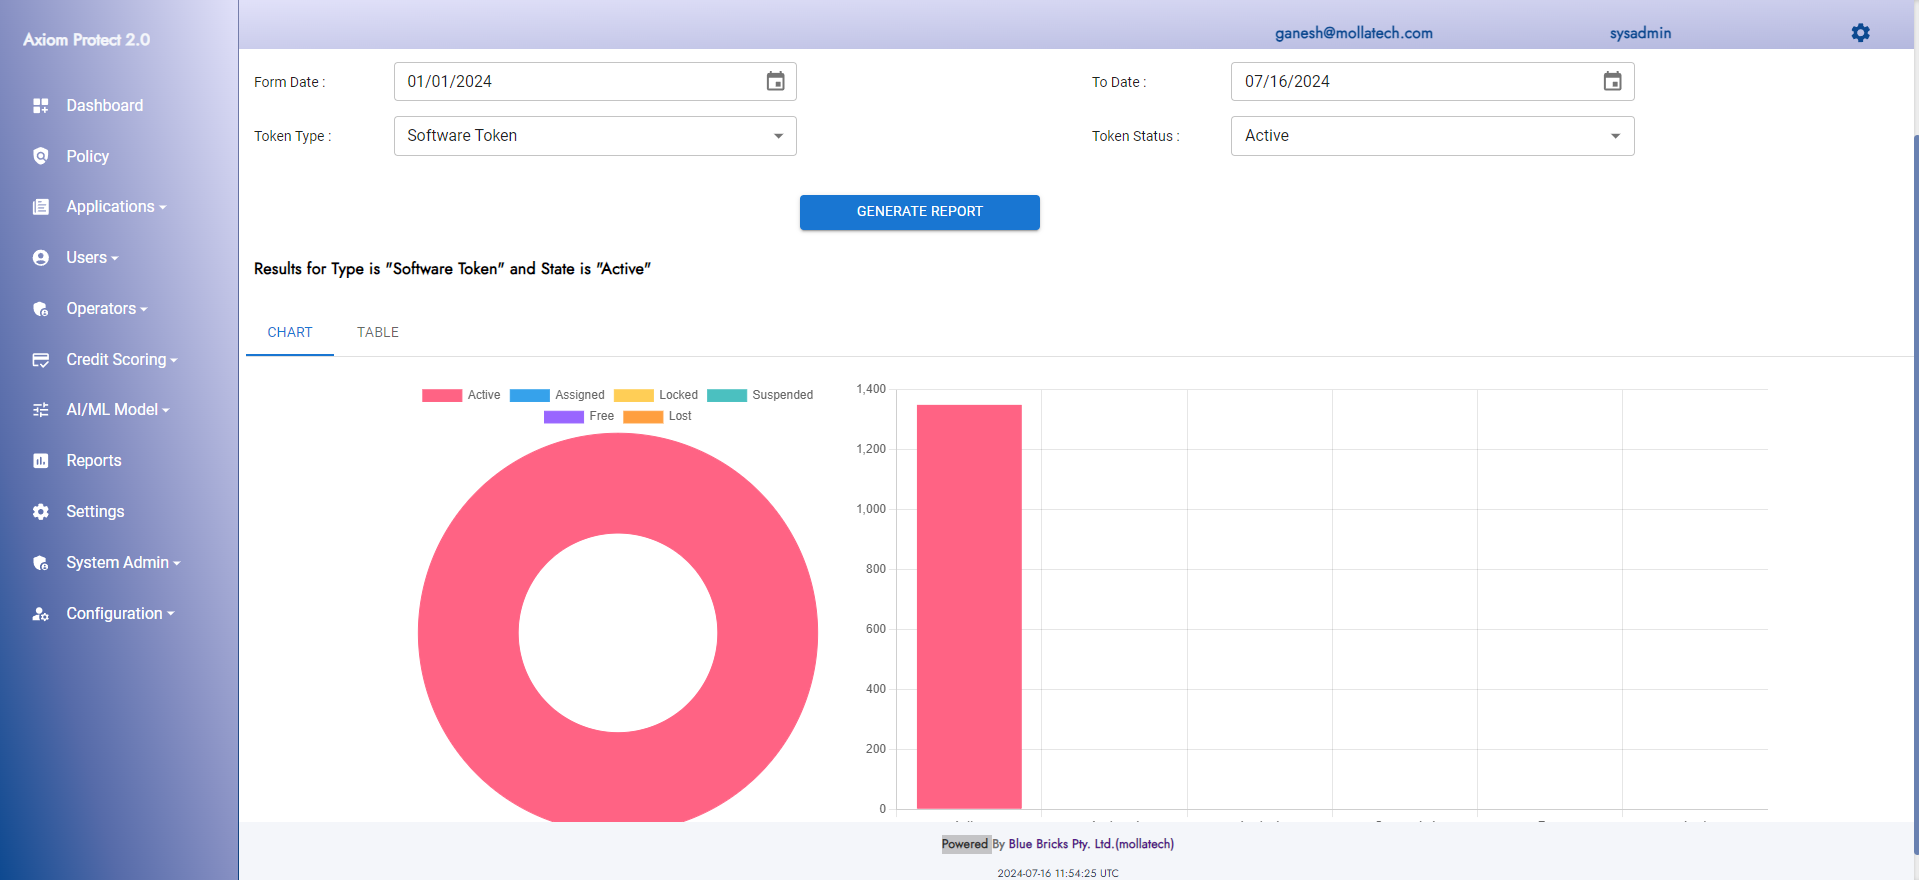 Axiom Protect 2.0
ganesh@mollatech.com
sysadmin
Dashboard
Policy
Applications
Users
Operators
Credit Scoring
AI/ML Model
Reports
Settings
System Admin
Configuration
Form Date :
01/01/2024
To Date :
07/16/2024
Token Type :
Software Token
Token Status :
Active
GENERATE REPORT
Results for Type is "Software Token" and State is "Active"
CHART
TABLE
Active
Assigned
Locked
Suspended
Free
Lost
1,400
1,200
1,000
800
600
400
200
0
Powered By Blue Bricks Pty. Ltd.(mollatech)
2024-07-16 11:54:25 UTC